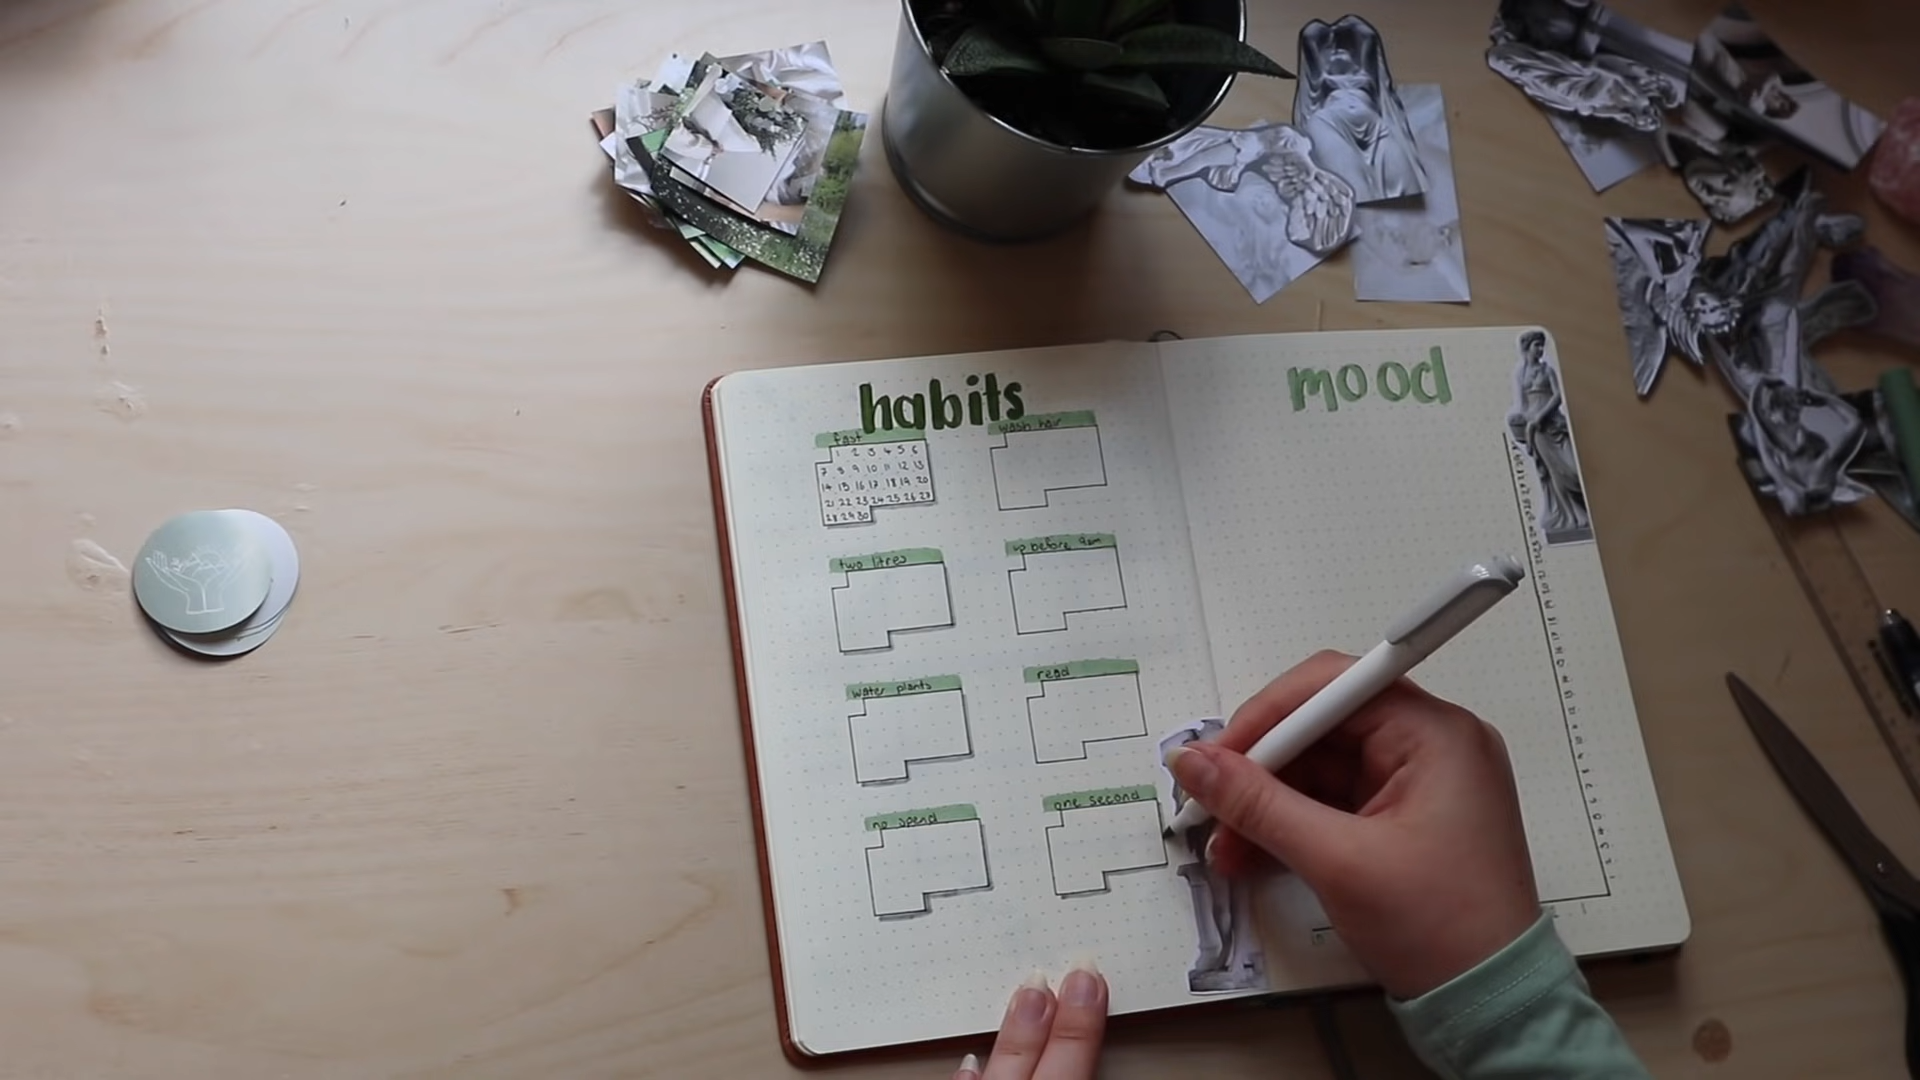 habits
mood
fast
wash hair
1 2 3 4 5 6
7 8 9 10 11 12 13
14 15 16 17 18 19 20
21 22 23 24 25 26 27
28 29 30
two litres
up before 9am
water plants
read
no spend
one second